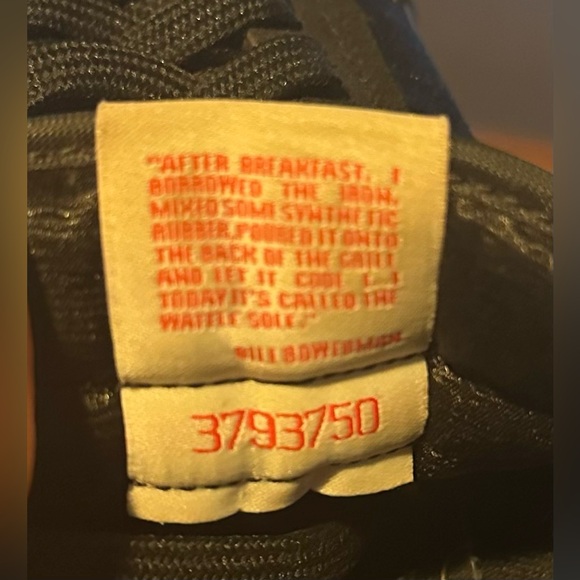 "AFTER BREAKFAST, I
BORROWED THE IRON,
MIXED SOME SYNTHETIC
RUBBER, POURED IT ONTO
THE BACK OF THE GRILL
AND LET IT COOL [...]
TODAY IT'S CALLED THE
WAFFLE SOLE."
BILL BOWERMAN
3793750